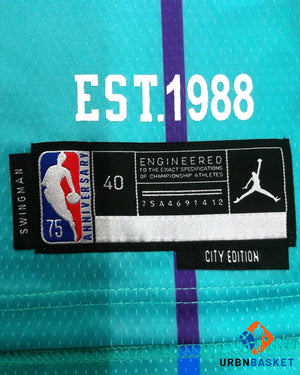 EST.1988
SWINGMAN
75
ANNIVERSARY
40
ENGINEERED
TO THE EXACT SPECIFICATIONS
OF CHAMPIONSHIP ATHLETES
75A4691412
CITY EDITION
URBNBASKET